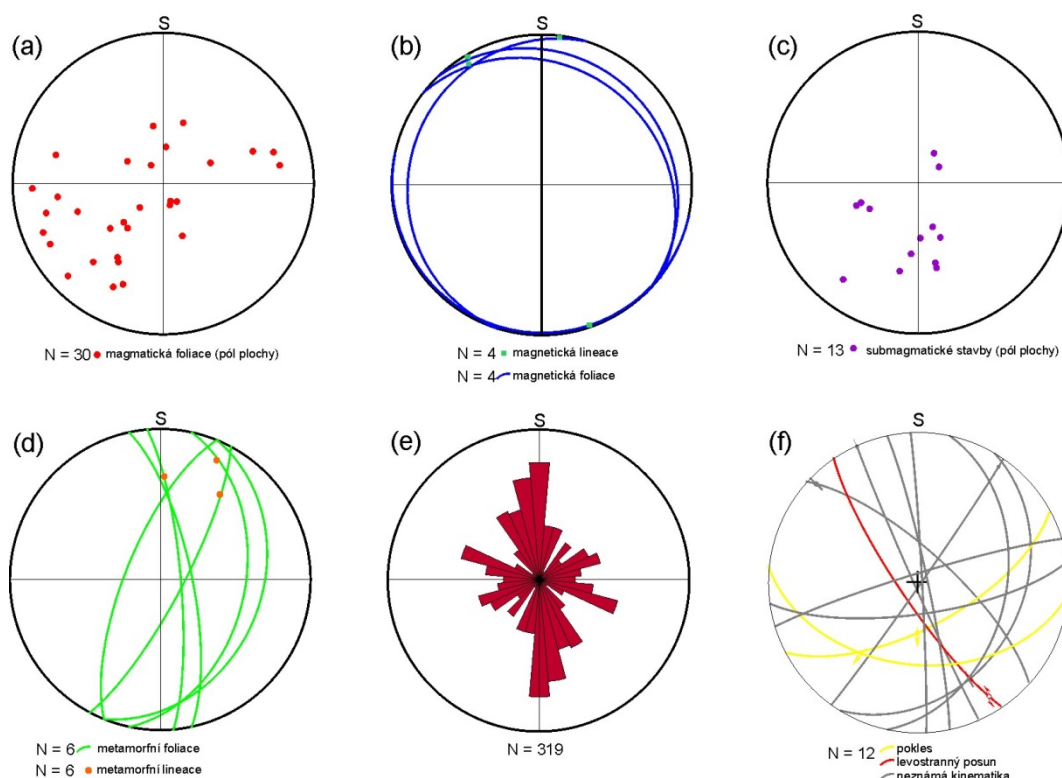 (a)
S
(b)
S
(c)
S
N = 30 magmatická foliace (pól plochy)
N = 4 magnetická lineace
N = 4 magnetická foliace
N = 13 submagmatické stavby (pól plochy)
(d)
S
(e)
S
(f)
S
N = 6 metamorfní foliace
N = 6 metamorfní lineace
N = 319
N = 12 pokles
levostranný posun
neznámá kinematika